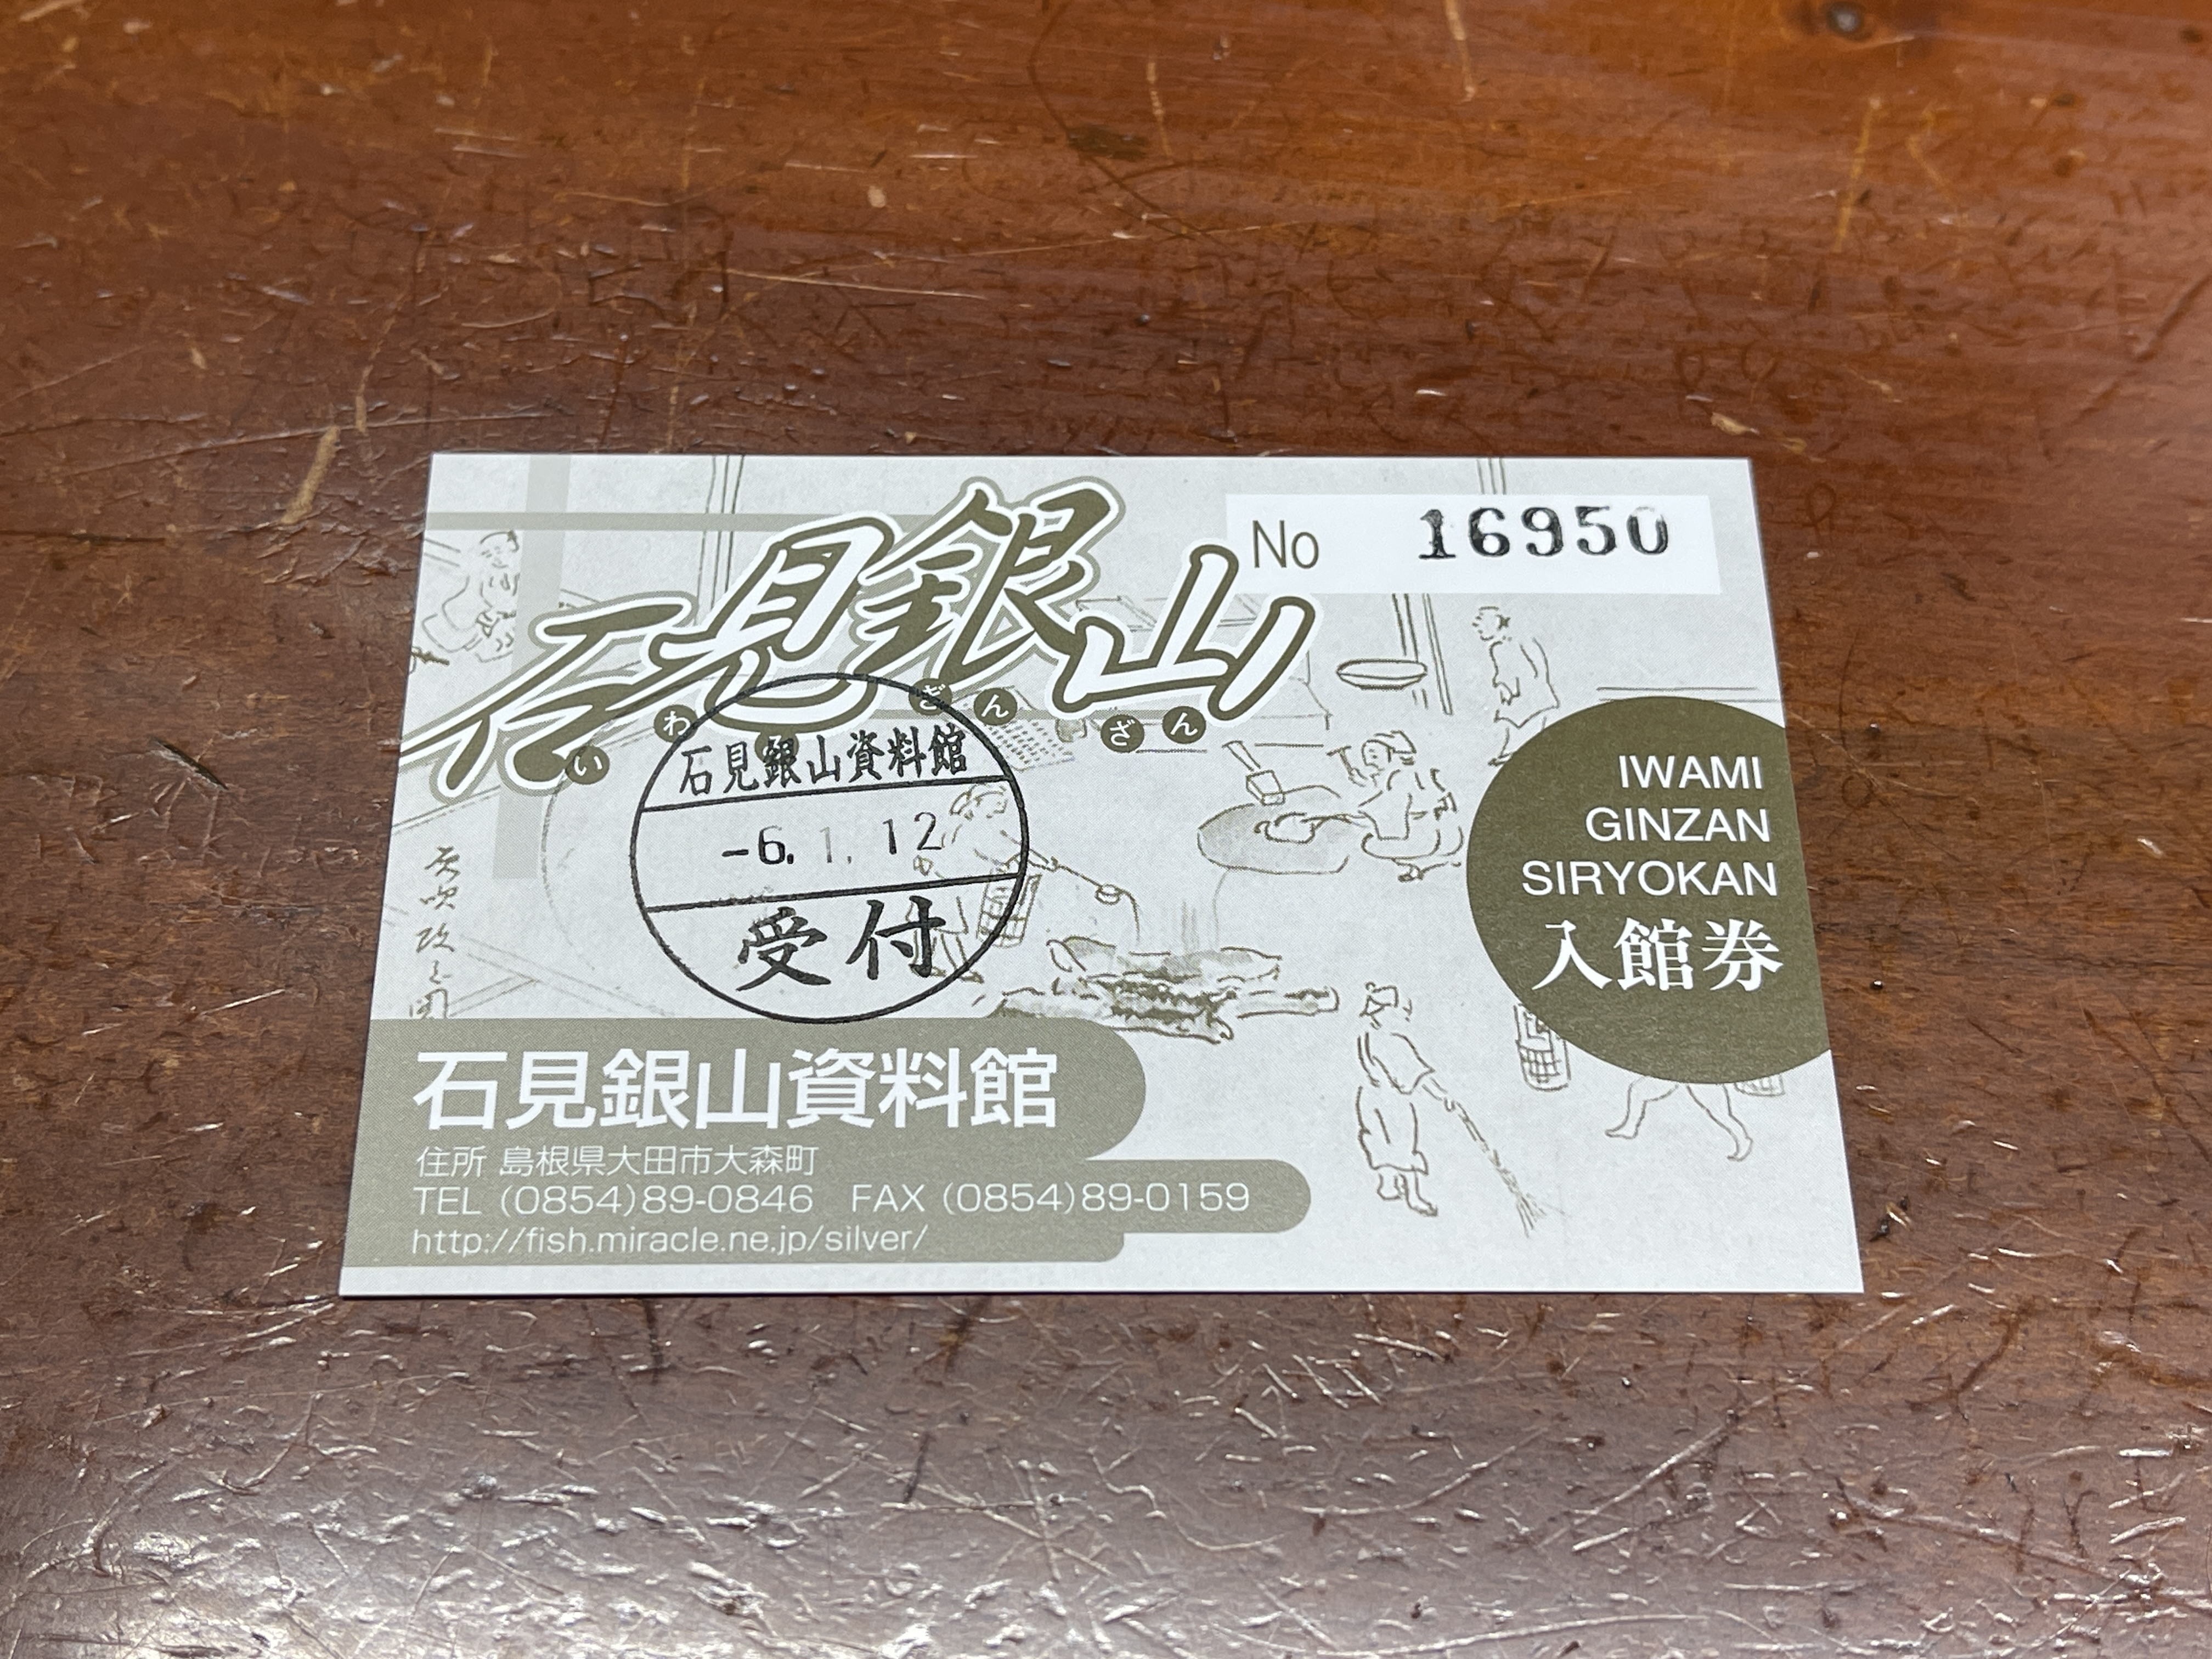 石見銀山
No 16950
い わ み ぎ ん ざ ん
石見銀山資料館
-6. 1. 12
受付
IWAMI
GINZAN
SIRYOKAN
入館券
石見銀山資料館
住所 島根県大田市大森町
TEL (0854)89-0846 FAX (0854)89-0159
http://fish.miracle.ne.jp/silver/